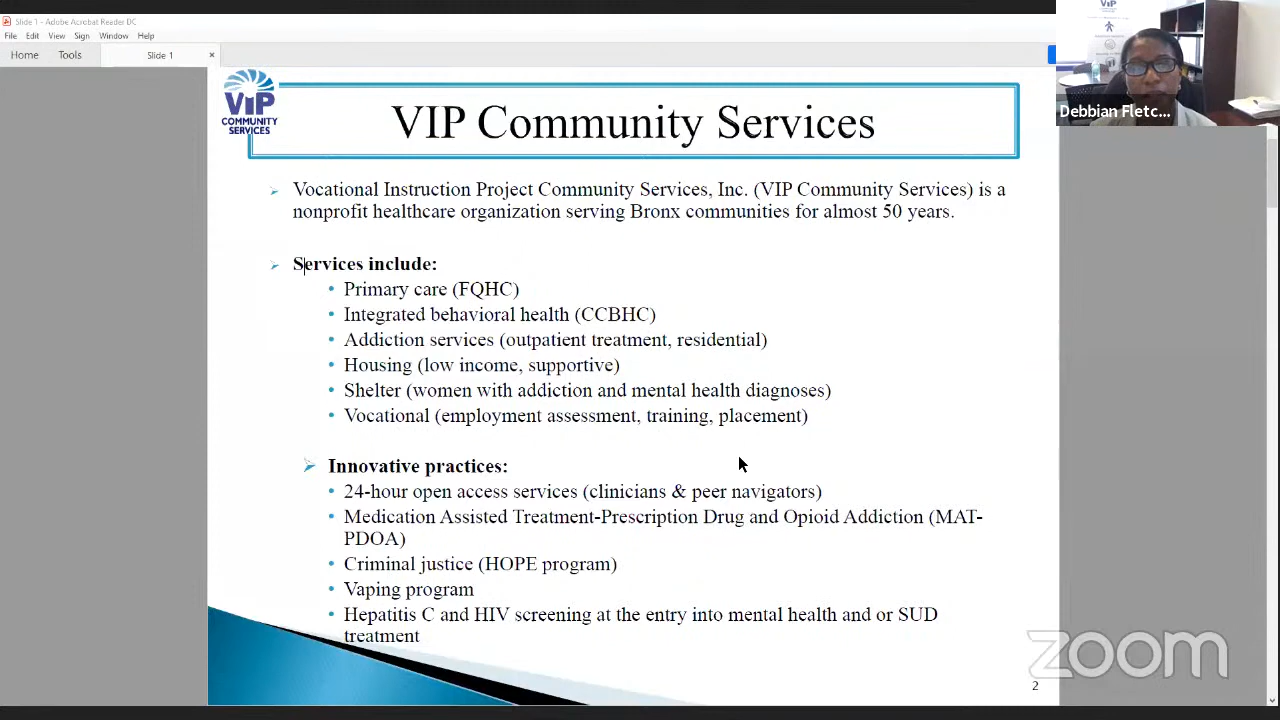 Slide 1 - Adobe Acrobat Reader DC
File Edit View Sign Window Help
Home Tools Slide 1 ×
VIP
COMMUNITY
SERVICES
VIP Community Services
Vocational Instruction Project Community Services, Inc. (VIP Community Services) is a
nonprofit healthcare organization serving Bronx communities for almost 50 years.
Services include:
• Primary care (FQHC)
• Integrated behavioral health (CCBHC)
• Addiction services (outpatient treatment, residential)
• Housing (low income, supportive)
• Shelter (women with addiction and mental health diagnoses)
• Vocational (employment assessment, training, placement)
Innovative practices:
• 24-hour open access services (clinicians & peer navigators)
• Medication Assisted Treatment-Prescription Drug and Opioid Addiction (MAT-
PDOA)
• Criminal justice (HOPE program)
• Vaping program
• Hepatitis C and HIV screening at the entry into mental health and or SUD
treatment
2
VIP
Debbian Fletc...
zoom